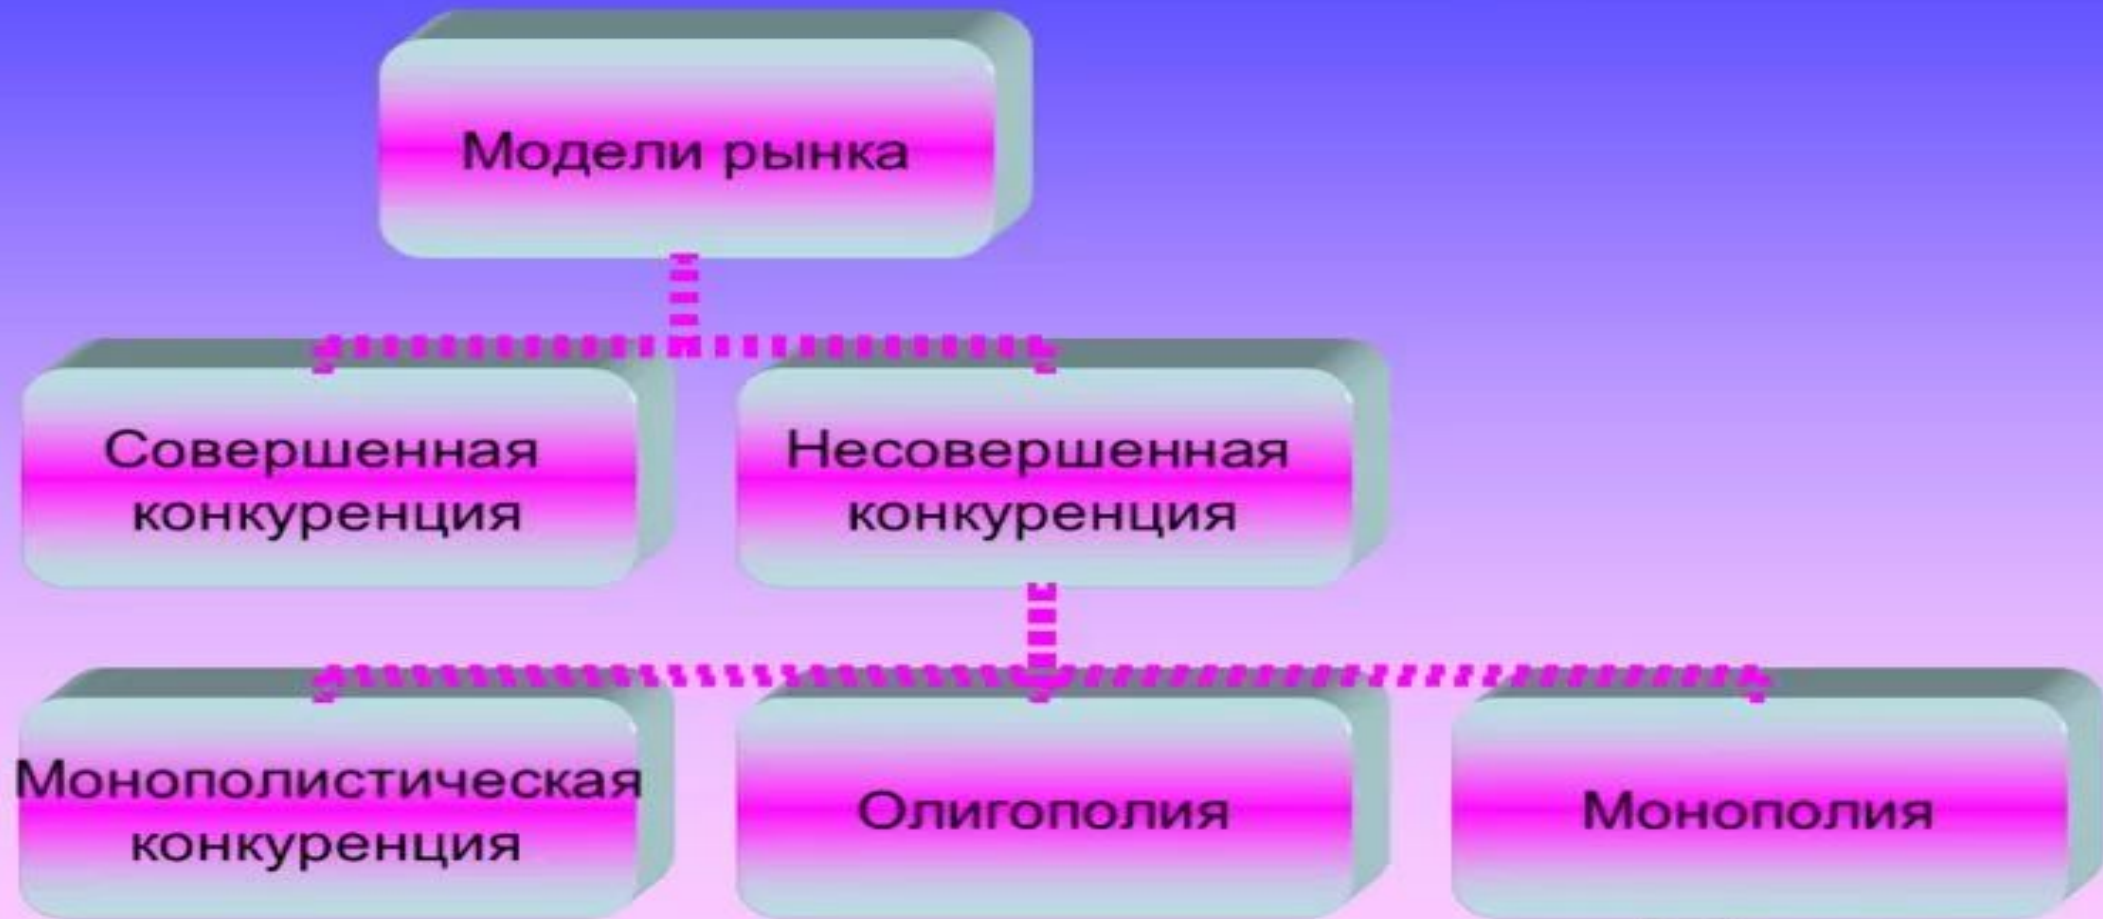 Модели рынка
Совершенная
конкуренция
Несовершенная
конкуренция
Монополистическая
конкуренция
Олигополия
Монополия